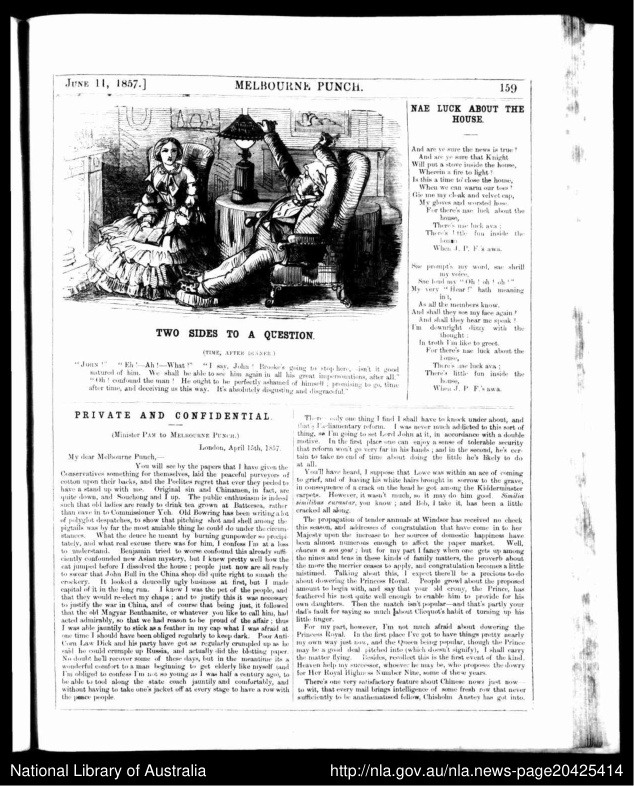 JUNE 11, 1857.]
MELBOURNE PUNCH.
159
TWO SIDES TO A QUESTION.
(TIME, AFTER DINNER.)
"JOHN!" "Eh!—Ah!—What!" "I say, John! Brooke's going to stop here, isn't it good
natured of him. We shall be able to see him again in all his great impersonations, after all."
"Oh! confound the man! He ought to be perfectly ashamed of himself; promising to go, time
after time, and deceiving us this way. It's absolutely disgusting and disgraceful."
NAE LUCK ABOUT THE
HOUSE.
And are ye sure the news is true?
And are ye sure that Knight
Will put a stove inside the house,
Wherein a fire to light?
Is this a time to close the house,
When we can warm our toes?
Gie me my cloak and velvet cap,
My gloves and worsted hose.
For there's nae luck about the
house,
There's nae luck ava;
There's little fun inside the
house
When J. P. F.'s awa.
Sae prompt's my word, sae shrill
my voice,
Sae loud my "Oh! oh! oh!"
My very "Hear!" hath meaning
in't,
As all the members know.
And shall they see my face again?
And shall they hear me speak?
I'm downright dizzy with the
thought:
In troth I'm like to greet.
For there's nae luck about the
house,
There's nae luck ava;
There's little fun inside the
house,
When J. P. F.'s awa.
PRIVATE AND CONFIDENTIAL.
(Minister PAM to MELBOURNE PUNCH.)
London, April 15th, 1857.
My dear Melbourne Punch,—
You will see by the papers that I have given the
Conservatives something for themselves, laid the peaceful purveyors of
cotton upon their backs, and the Peelites regret that ever they perked to
have a stand up with me. Original sin and Chinamen, in fact, are
quite down, and Souchong and I up. The public enthusiasm is indeed
such that old ladies are ready to drink tea grown at Battersea, rather
than cave in to Commissioner Yeh. Old Bowring has been writing a lot
of polyglot despatches, to show that pitching shot and shell among the
pigtails was by far the most amiable thing he could do under the circum-
stances. What the deuce he meant by burning gunpowder so precipi-
tately, and what real excuse there was for him, I confess I'm at a loss
to understand. Benjamin tried to worse confound this already suffi-
ciently confounded new Asian mystery, but I knew pretty well how the
cat jumped before I dissolved the house; people just now are all ready
to swear that John Bull in the China shop did quite right to smash the
crockery. It looked a deucedly ugly business at first, but I made
capital of it in the long run. I knew I was the pet of the people, and
that they would re-elect my chaps; and to justify this it was necessary
to justify the war in China, and of course that being just, it followed
that the old Magyar Benthamite, or whatever you like to call him, had
acted admirably, so that we had reason to be proud of the affair; thus
I was able jauntily to stick as a feather in my cap what I was afraid at
one time I should have been obliged regularly to keep dark. Poor Anti-
Corn Law Dick and his party have got as regularly crumpled up as he
said he could crumple up Russia, and actually did the blotting paper.
No doubt he'll recover some of these days, but in the meantime its a
wonderful comfort to a man beginning to get elderly like myself (and
I'm obliged to confess I'm not so young as I was half a century ago), to
be able to tool along the state coach jauntily and comfortably, and
without having to take one's jacket off at every stage to have a row with
the peace people.
There only one thing I find I shall have to knock under about, and
that's Parliamentary reform. I was never much addicted to this sort of
thing, so I'm going to set Lord John at it, in accordance with a double
motive. In the first place one can enjoy a sense of tolerable security
that reform won't go very far in his hands; and in the second, he's cer-
tain to take no end of time about doing the little he's likely to do
at all.
You'll have heard, I suppose that Lowe was within an ace of coming
to grief, and of having his white hairs brought in sorrow to the grave,
in consequence of a crack on the head he got among the Kidderminster
carpets. However, it wasn't much, so it may do him good. Similia
similibus curantur, you know; and Bob, I take it, has been a little
cracked all along.
The propagation of tender annuals at Windsor has received no check
this season, and addresses of congratulation that have come in to her
Majesty upon the increase to her sources of domestic happiness have
been almost numerous enough to affect the paper market. Well,
chacun a son gout; but for my part I fancy when one gets up among
the nines and tens in those kinds of family matters, the proverb about
the more the merrier ceases to apply, and congratulation becomes a little
mistimed. Talking about this, I expect there'll be a precious to-do
about dowering the Princess Royal. People growl about the proposed
amount to begin with, and say that your old crony, the Prince, has
feathered his nest quite well enough to enable him to provide for his
own daughters. Then the match isn't popular—and that's partly your
dad's fault for saying so much about Clicquot's habit of turning up his
little finger.
For my part, however, I'm not much afraid about dowering the
Princess Royal. In the first place I've got to have things pretty nearly
my own way just now, and the Queen being popular, though the Prince
may be a good deal pitched into (which doesn't signify), I shall carry
the matter flying. Besides, recollect this is the first event of the kind.
Heaven help my successor, whoever he may be, who proposes the dowry
for Her Royal Highness Number Nine, some of these years.
There's one very satisfactory feature about Chinese news just now—
to wit, that every mail brings intelligence of some fresh row that never
sufficiently to be anathematised fellow, Chisholm Anstey has got into.
National Library of Australia
http://nla.gov.au/nla.news-page20425414